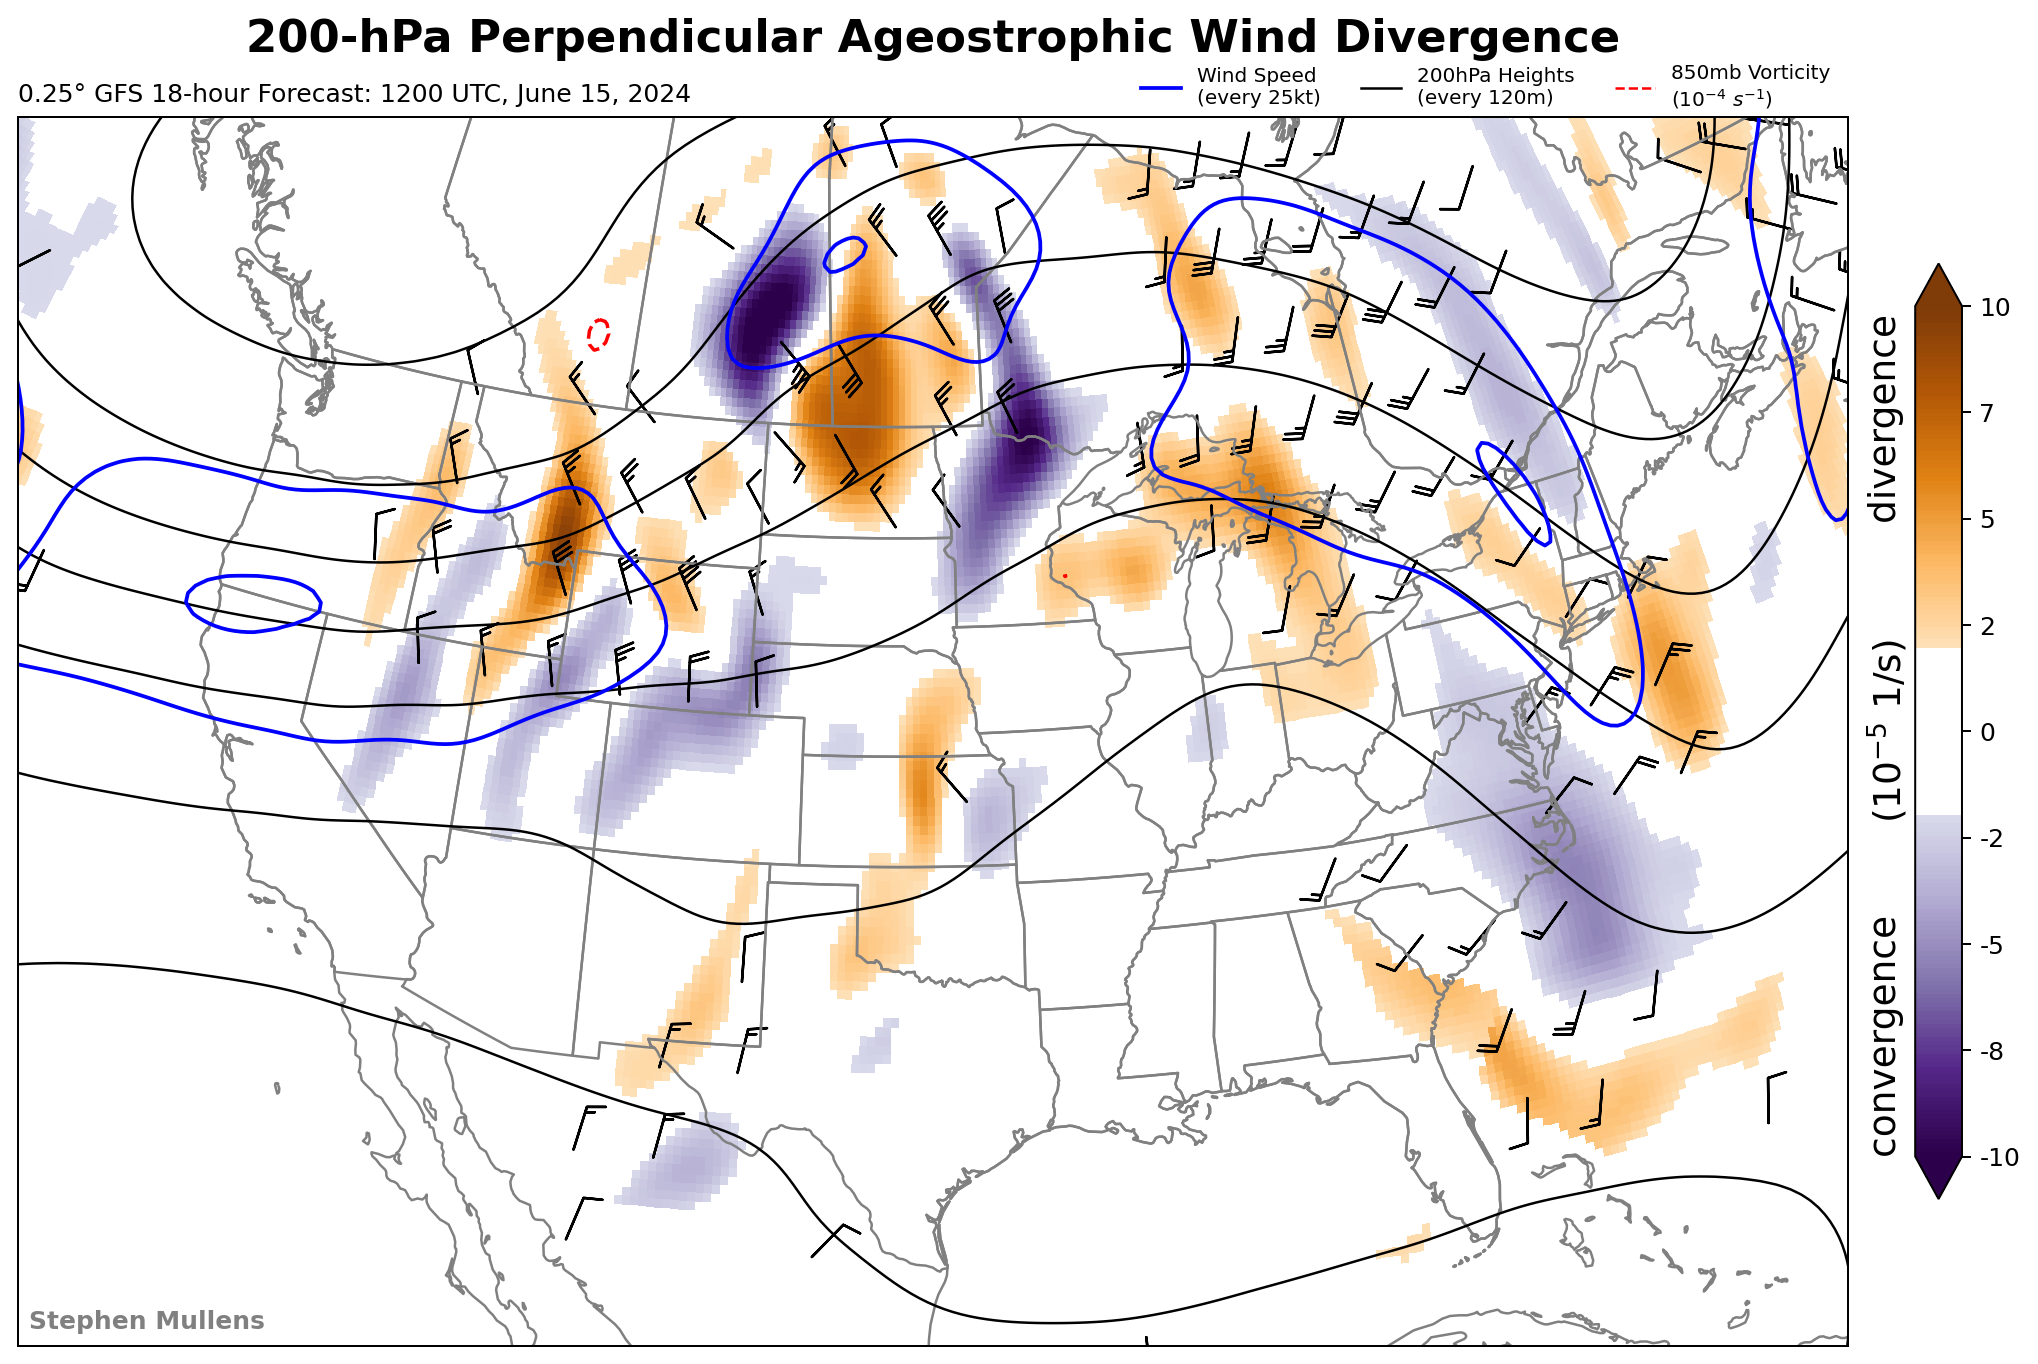 200-hPa Perpendicular Ageostrophic Wind Divergence
0.25° GFS 18-hour Forecast: 1200 UTC, June 15, 2024
Wind Speed
(every 25kt)
200hPa Heights
(every 120m)
850mb Vorticity
(10⁻⁴ s⁻¹)
10
7
5
2
0
-2
-5
-8
-10
convergence (10⁻⁵ 1/s) divergence
Stephen Mullens